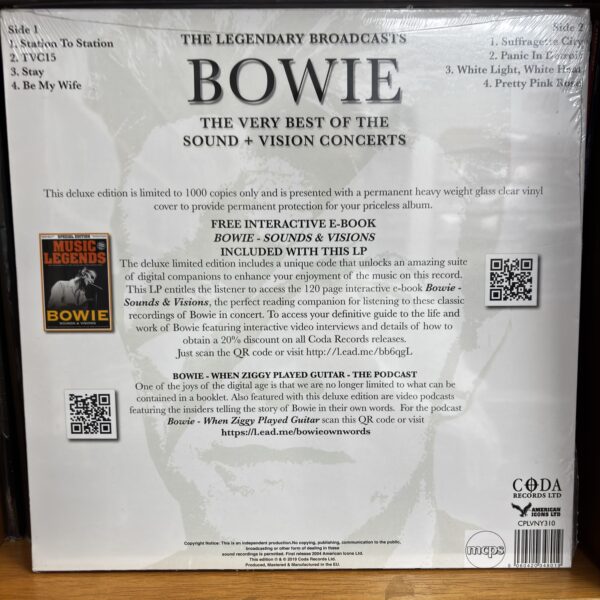 Side 1
1. Station To Station
2. TVC15
3. Stay
4. Be My Wife
THE LEGENDARY BROADCASTS
BOWIE
THE VERY BEST OF THE
SOUND + VISION CONCERTS
Side 2
1. Suffragette City
2. Panic In Detroit
3. White Light, White Heat
4. Pretty Pink Rose
This deluxe edition is limited to 1000 copies only and is presented with a permanent heavy weight glass clear vinyl
cover to provide permanent protection for your priceless album.
FREE INTERACTIVE E-BOOK
BOWIE - SOUNDS & VISIONS
INCLUDED WITH THIS LP
The deluxe limited edition includes a unique code that unlocks an amazing suite
of digital companions to enhance your enjoyment of the music on this record.
This LP entitles the listener to access the 120 page interactive e-book Bowie -
Sounds & Visions, the perfect reading companion for listening to these classic
recordings of Bowie in concert. To access your definitive guide to the life and
work of Bowie featuring interactive video interviews and details of how to
obtain a 20% discount on all Coda Records releases.
Just scan the QR code or visit http://Lead.me/bb6qgL
SPECIAL EDITION
MUSIC
LEGENDS
BOWIE
SOUNDS & VISIONS
BOWIE - WHEN ZIGGY PLAYED GUITAR - THE PODCAST
One of the joys of the digital age is that we are no longer limited to what can be
contained in a booklet. Also featured with this deluxe edition are video podcasts
featuring the insiders telling the story of Bowie in their own words. For the podcast
Bowie - When Ziggy Played Guitar scan this QR code or visit
https://l.ead.me/bowieownwords
CODA
RECORDS LTD
AMERICAN
ICONS LTD
CPLVNY310
Copyright Notice: This is an independent production.No copying, publishing, communication to the public,
broadcasting or other form of dealing in these
sound recordings is permitted. First release 2004 American Icons Ltd.
This edition ℗ & © 2019 Coda Records Ltd.
Produced, Mastered & Manufactured in the EU.
mcps